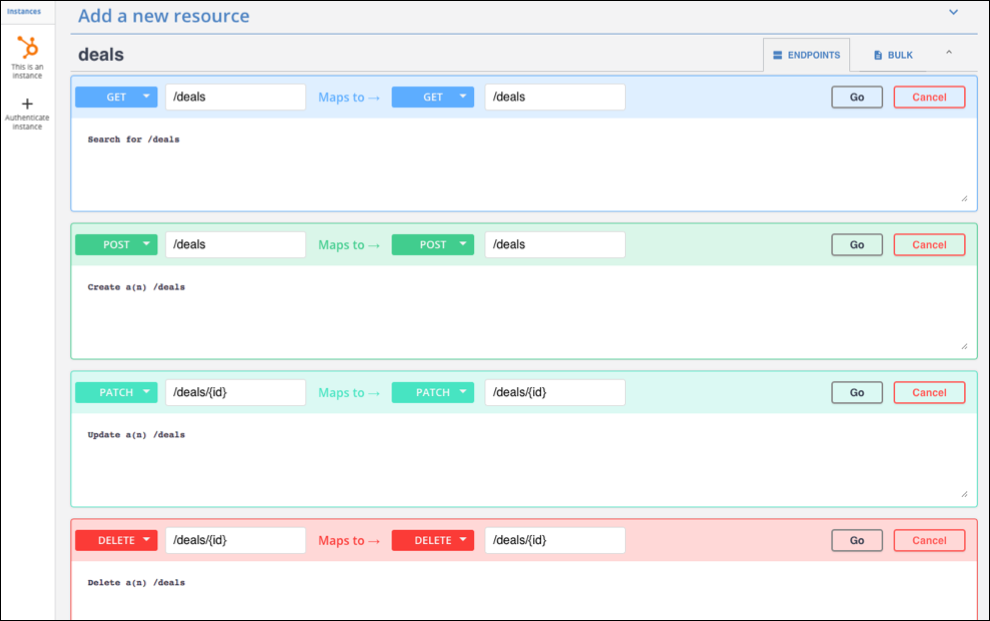 Instances
This is an
instance
Authenticate
instance
Add a new resource
deals
ENDPOINTS
BULK
GET /deals Maps to → GET /deals Go Cancel
Search for /deals
POST /deals Maps to → POST /deals Go Cancel
Create a(n) /deals
PATCH /deals/{id} Maps to → PATCH /deals/{id} Go Cancel
Update a(n) /deals
DELETE /deals/{id} Maps to → DELETE /deals/{id} Go Cancel
Delete a(n) /deals